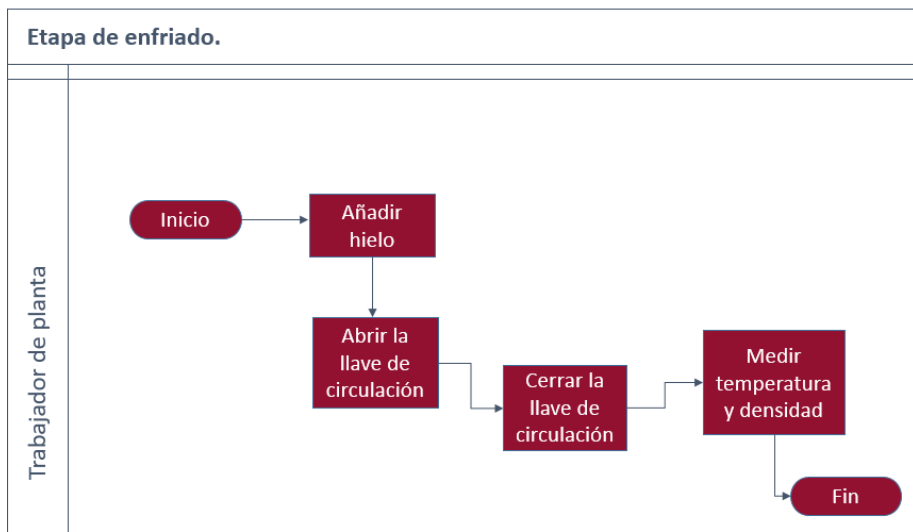 Etapa de enfriado.
Trabajador de planta
Inicio
Añadir
hielo
Abrir la
llave de
circulación
Cerrar la
llave de
circulación
Medir
temperatura
y densidad
Fin